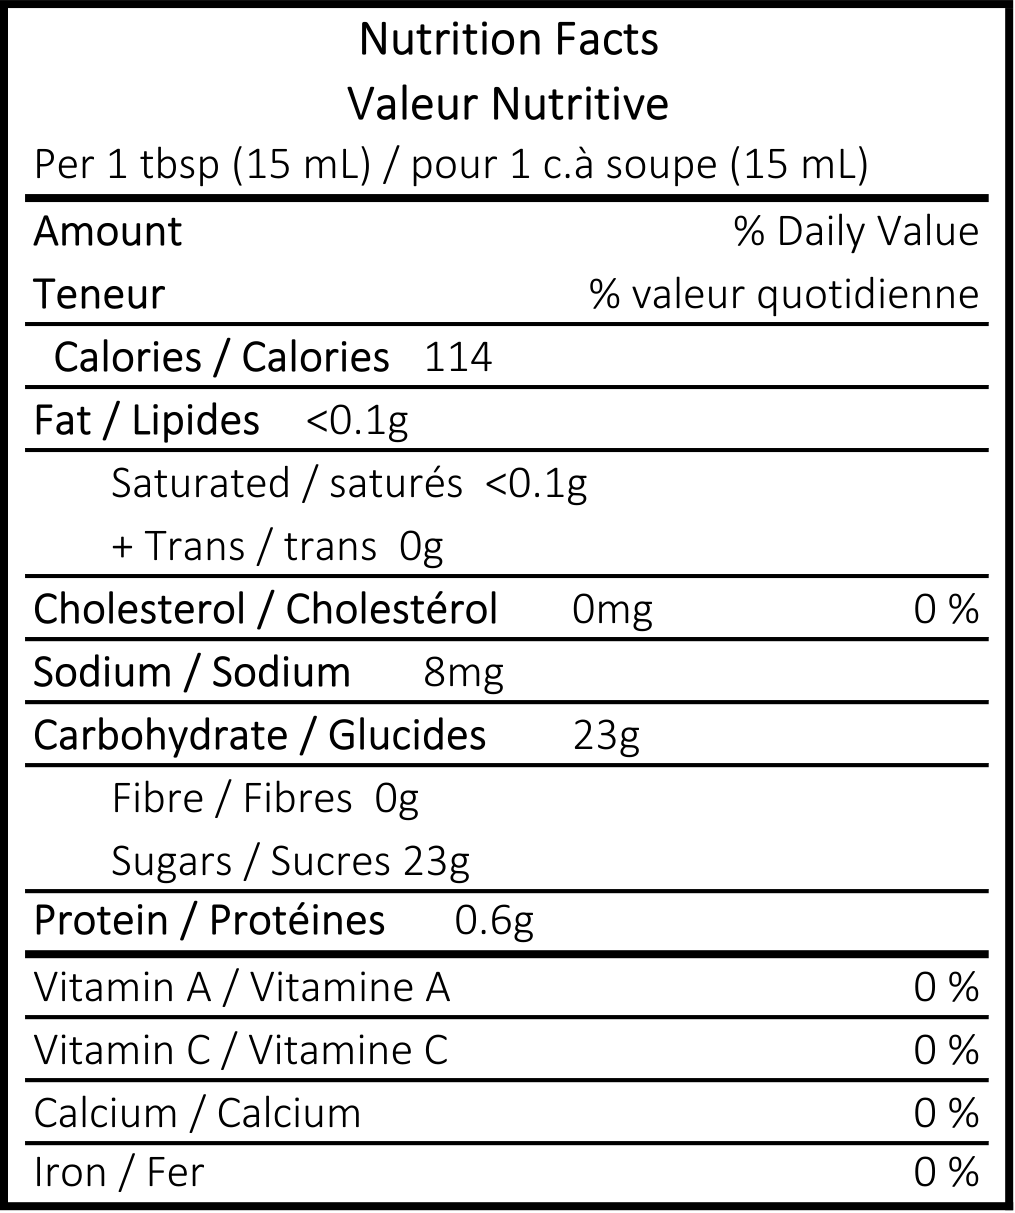 Nutrition Facts
Valeur Nutritive
Per 1 tbsp (15 mL) / pour 1 c.à soupe (15 mL)
Amount % Daily Value
Teneur % valeur quotidienne
Calories / Calories 114
Fat / Lipides <0.1g
Saturated / saturés <0.1g
+ Trans / trans 0g
Cholesterol / Cholestérol 0mg 0 %
Sodium / Sodium 8mg
Carbohydrate / Glucides 23g
Fibre / Fibres 0g
Sugars / Sucres 23g
Protein / Protéines 0.6g
Vitamin A / Vitamine A 0 %
Vitamin C / Vitamine C 0 %
Calcium / Calcium 0 %
Iron / Fer 0 %